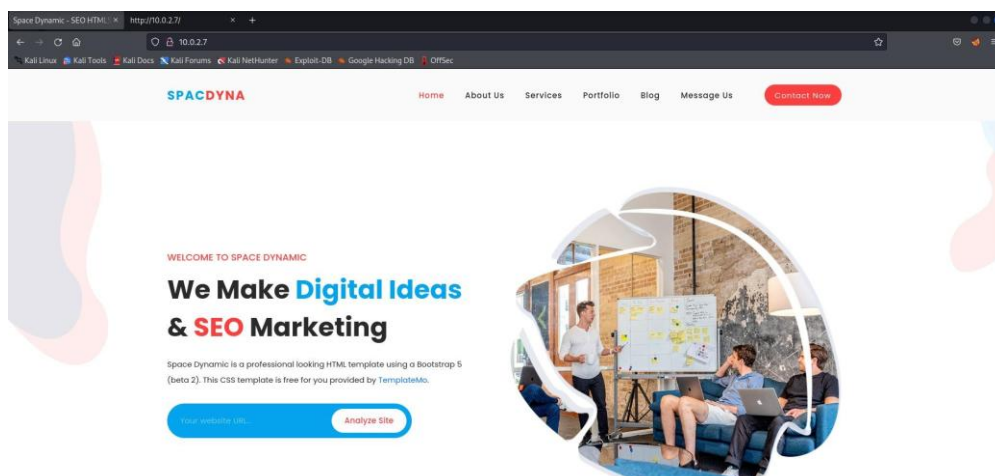 Space Dynamic - SEO HTML
http://10.0.2.7/
10.0.2.7
Kali Linux Kali Tools Kali Docs Kali Forums Kali NetHunter Exploit-DB Google Hacking DB OffSec
SPACDYNA Home About Us Services Portfolio Blog Message Us Contact Now
WELCOME TO SPACE DYNAMIC
We Make Digital Ideas
& SEO Marketing
Space Dynamic is a professional looking HTML template using a Bootstrap 5
(beta 2). This CSS template is free for you provided by TemplateMo.
Your website URL... Analyze Site